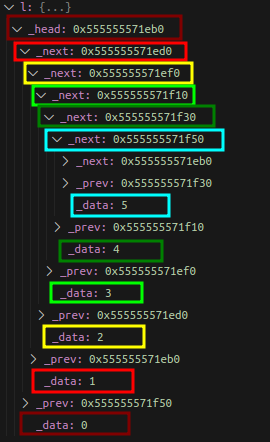 l: {...}
_head: 0x555555571eb0
_next: 0x555555571ed0
_next: 0x555555571ef0
_next: 0x555555571f10
_next: 0x555555571f30
_next: 0x555555571f50
_next: 0x555555571eb0
_prev: 0x555555571f30
_data: 5
_prev: 0x555555571f10
_data: 4
_prev: 0x555555571ef0
_data: 3
_prev: 0x555555571ed0
_data: 2
_prev: 0x555555571eb0
_data: 1
_prev: 0x555555571f50
_data: 0